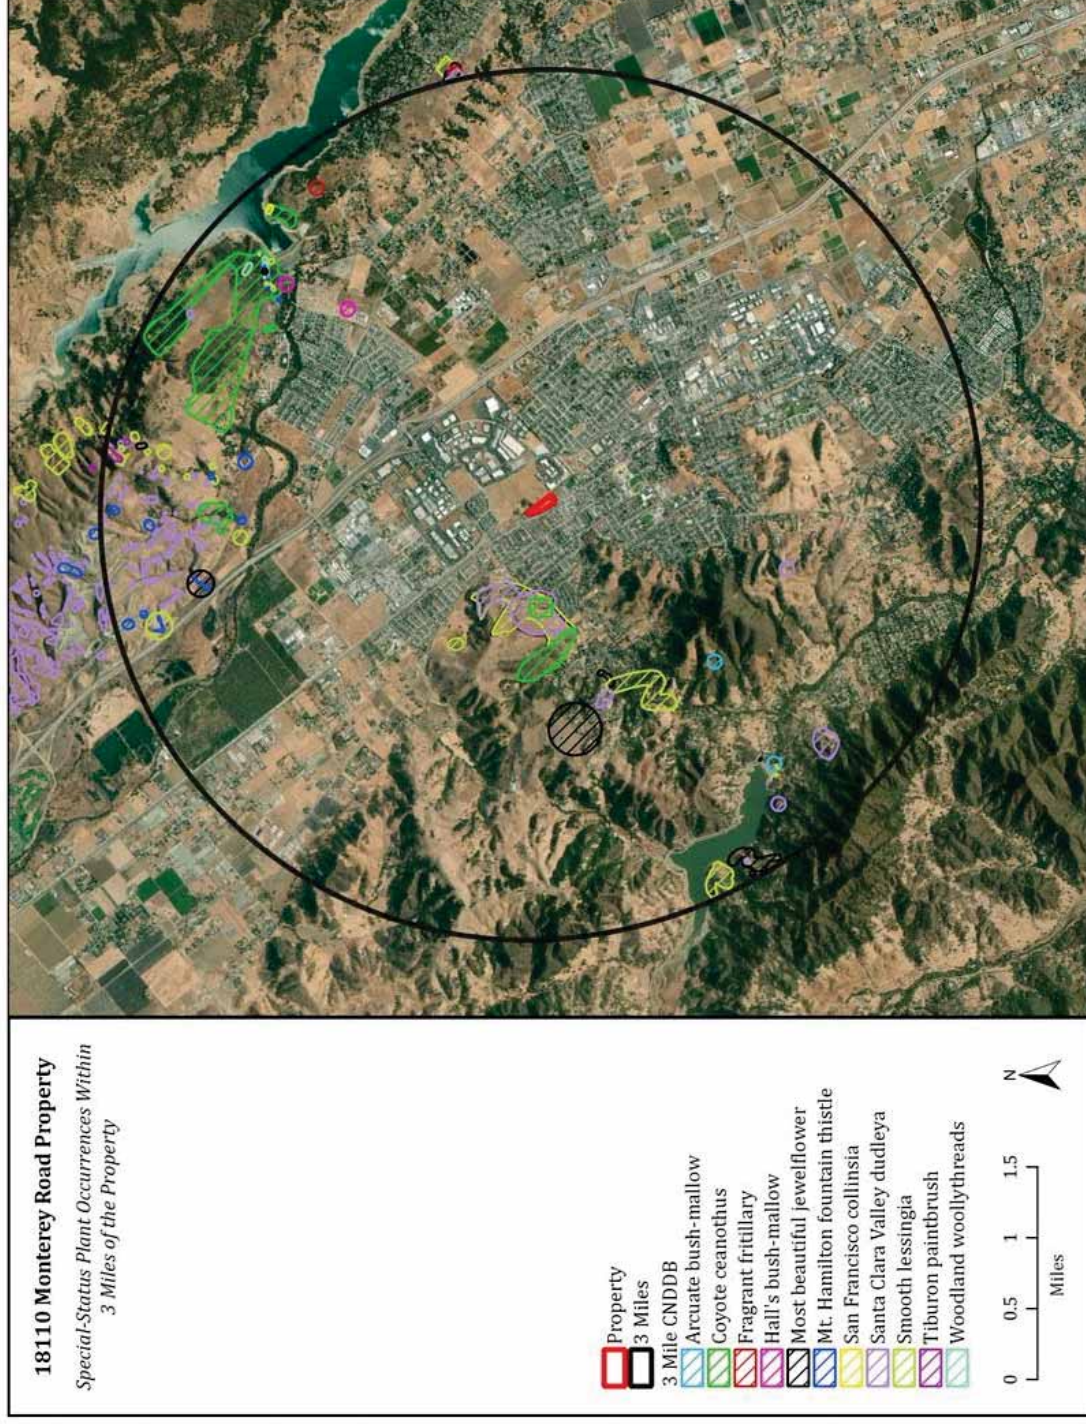 18110 Monterey Road Property
Special-Status Plant Occurrences Within
3 Miles of the Property
Property
3 Miles
3 Mile CNDDB
Arcuate bush-mallow
Coyote ceanothus
Fragrant fritillary
Hall's bush-mallow
Most beautiful jewelflower
Mt. Hamilton fountain thistle
San Francisco collinsia
Santa Clara Valley dudleya
Smooth lessingia
Tiburon paintbrush
Woodland woollythreads
0 0.5 1 1.5
Miles
N